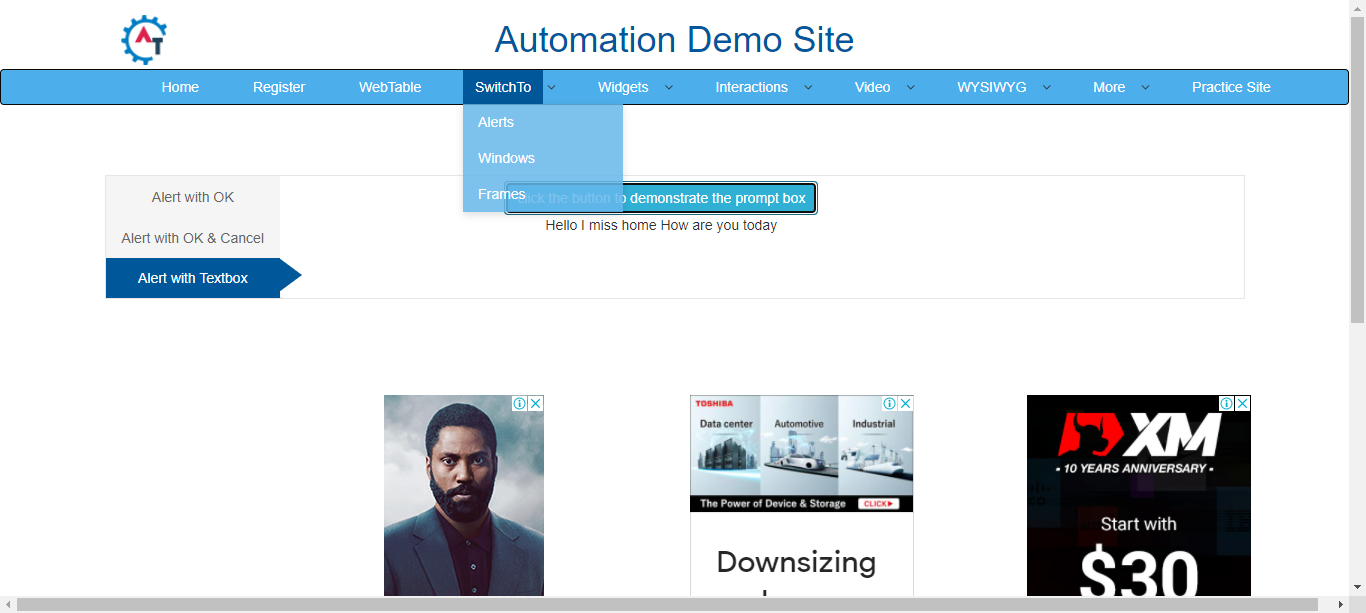 AT
Automation Demo Site
Home Register WebTable SwitchTo Widgets Interactions Video WYSIWYG More Practice Site
Alerts
Windows
Frames
Alert with OK
click the button to demonstrate the prompt box
Hello I miss home How are you today
Alert with OK & Cancel
Alert with Textbox
TOSHIBA
Data center Automotive Industrial
The Power of Device & Storage CLICK
Downsizing
XM
- 10 YEARS ANNIVERSARY -
Start with
$30